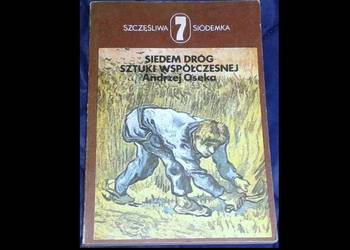 SZCZĘŚLIWA 7 SIÓDEMKA
SIEDEM DRÓG
SZTUKI WSPÓŁCZESNEJ
Andrzej Osęka